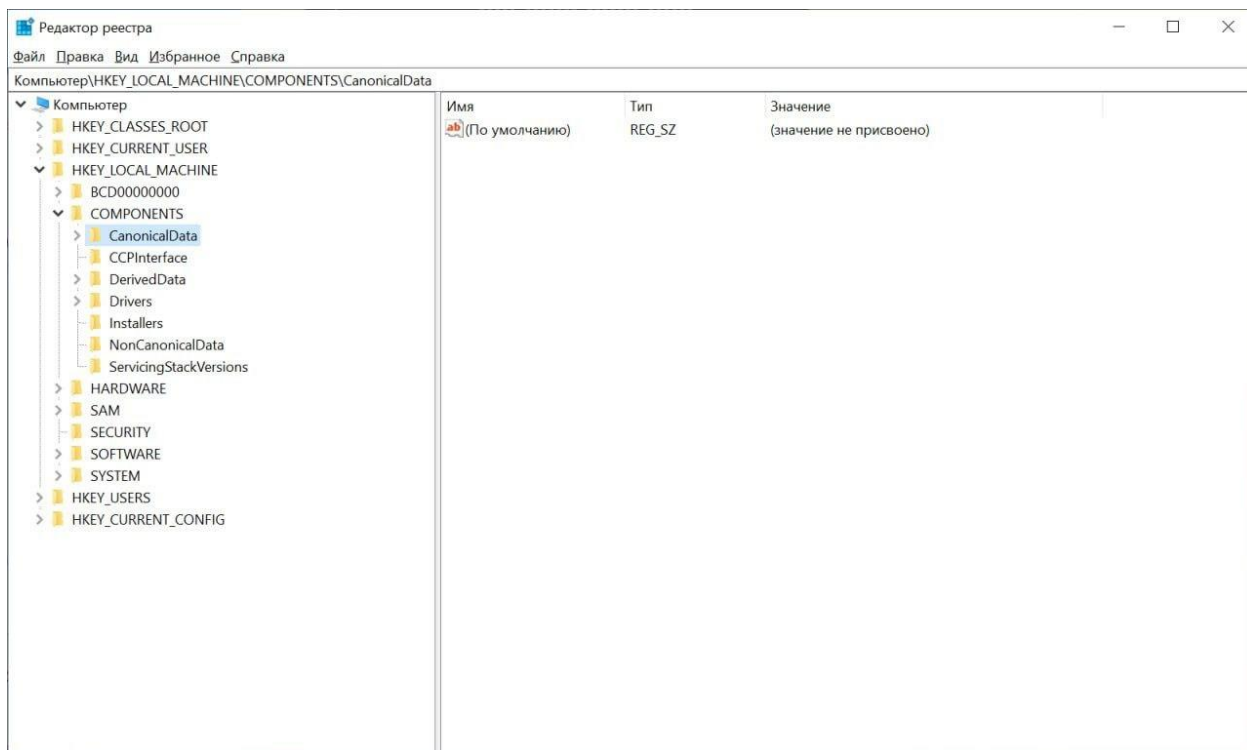 Редактор реестра
Файл Правка Вид Избранное Справка
Компьютер\HKEY_LOCAL_MACHINE\COMPONENTS\CanonicalData
Компьютер
HKEY_CLASSES_ROOT
HKEY_CURRENT_USER
HKEY_LOCAL_MACHINE
BCD00000000
COMPONENTS
CanonicalData
CCPInterface
DerivedData
Drivers
Installers
NonCanonicalData
ServicingStackVersions
HARDWARE
SAM
SECURITY
SOFTWARE
SYSTEM
HKEY_USERS
HKEY_CURRENT_CONFIG
Имя Тип Значение
ab (По умолчанию) REG_SZ (значение не присвоено)